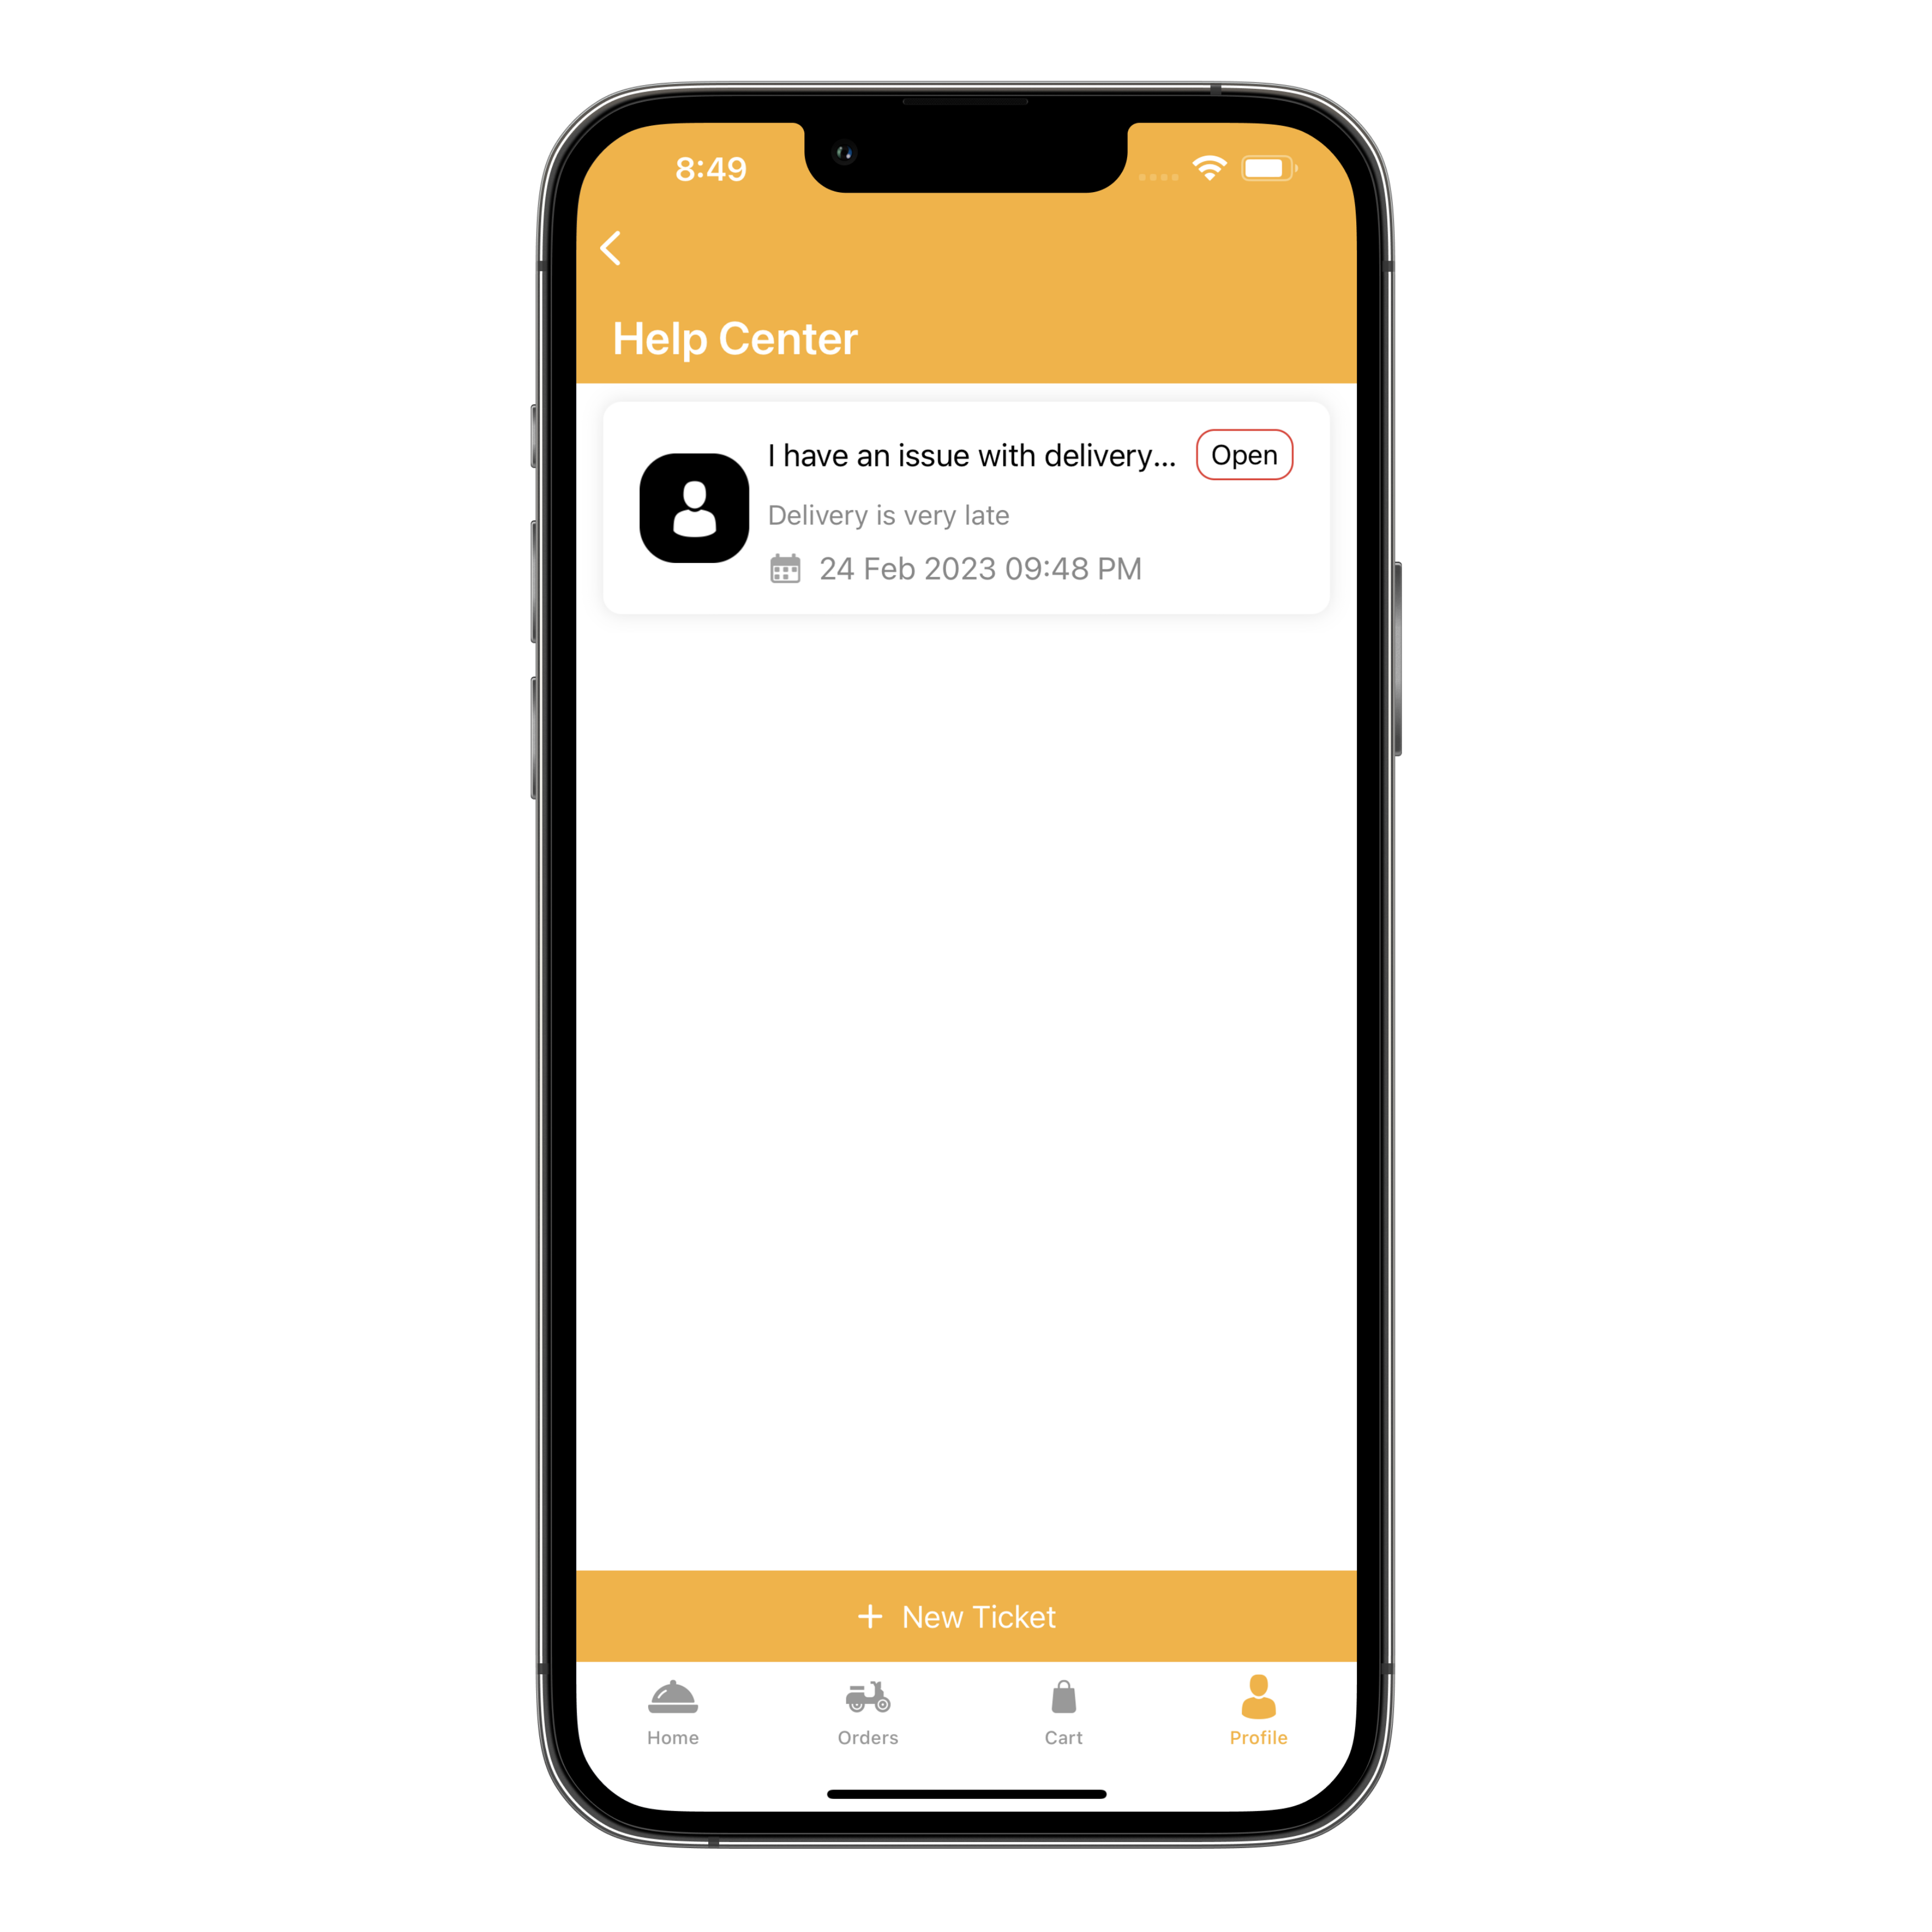 8:49
Help Center
I have an issue with delivery...
Open
Delivery is very late
24 Feb 2023 09:48 PM
+ New Ticket
Home
Orders
Cart
Profile